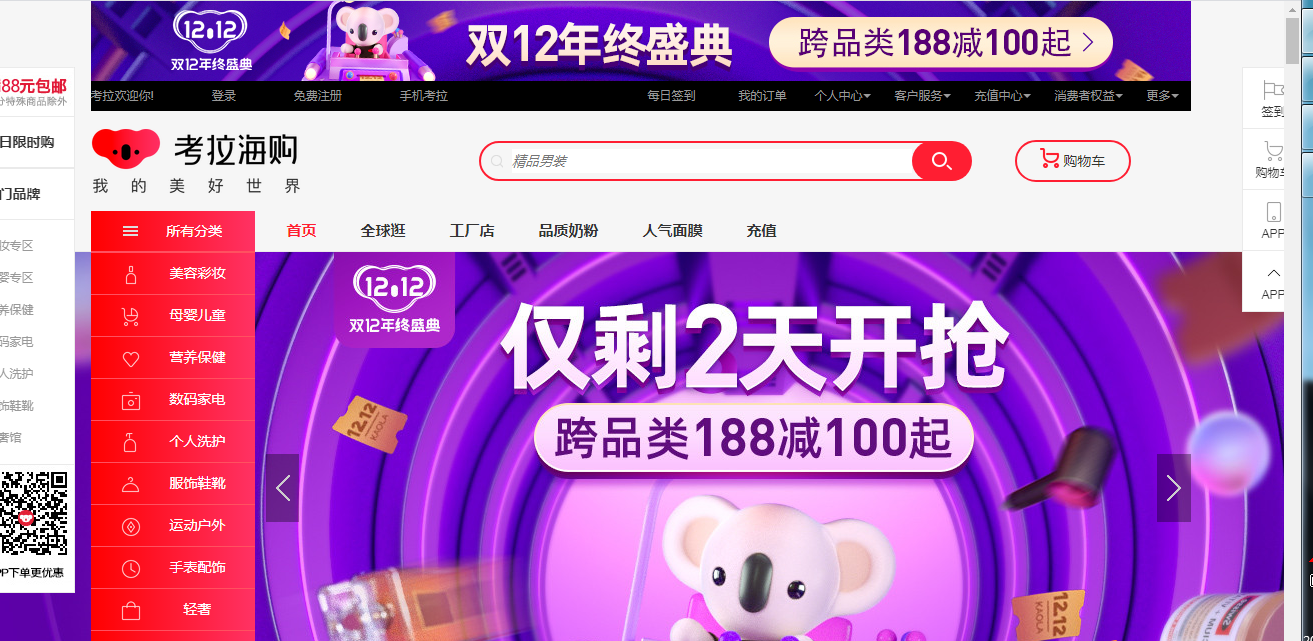 12.12
双12年终盛典
双12年终盛典
跨品类188减100起
考拉欢迎你!
登录
免费注册
手机考拉
每日签到
我的订单
个人中心
客户服务
充值中心
消费者权益
更多
88元包邮
特殊商品除外
日限时购
门品牌
妆专区
婴专区
养保健
码家电
人洗护
饰鞋靴
奢馆
PP下单更优惠
考拉海购
我的美好世界
精品男装
购物车
所有分类
首页
全球逛
工厂店
品质奶粉
人气面膜
充值
美容彩妆
母婴儿童
营养保健
数码家电
个人洗护
服饰鞋靴
运动户外
手表配饰
轻奢
12.12
双12年终盛典
仅剩2天开抢
跨品类188减100起
12.12
KAOLA
12.12
KAOLA
签到
购物车
APP
APP